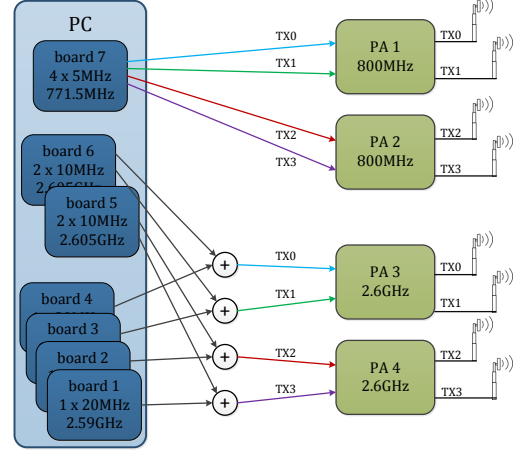 PC
board 7
4 x 5MHz
771.5MHz
board 6
2 x 10MHz
board 5
2 x 10MHz
2.605GHz
board 4
board 3
board 2
board 1
1 x 20MHz
2.59GHz
TX0
TX1
TX2
TX3
PA 1
800MHz
TX0
TX1
PA 2
800MHz
TX2
TX3
+
TX0
+
TX1
+
TX2
+
TX3
PA 3
2.6GHz
TX0
TX1
PA 4
2.6GHz
TX2
TX3